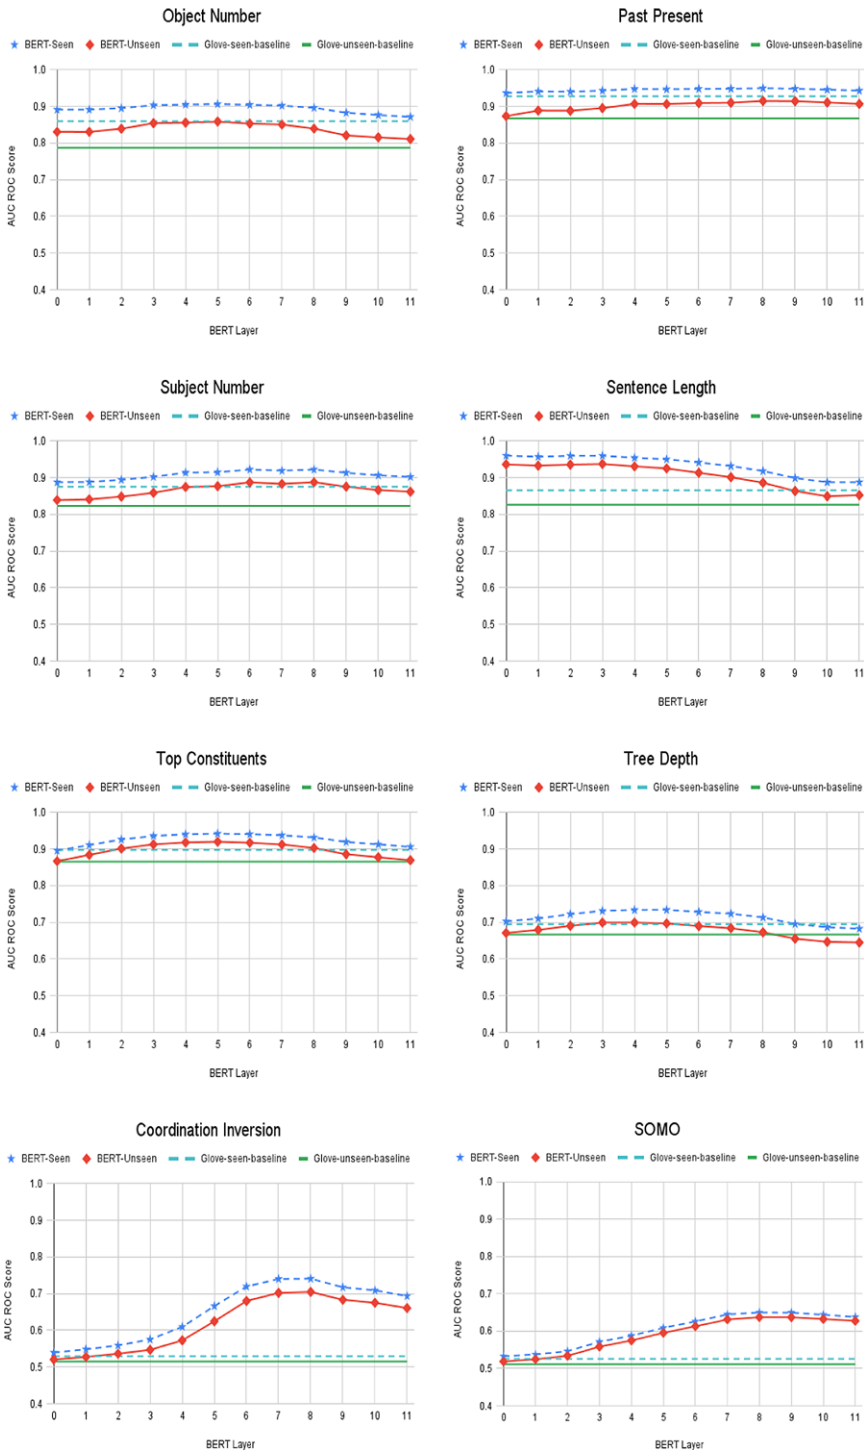 Object Number
BERT-Seen BERT-Unseen Glove-seen-baseline Glove-unseen-baseline
1.0
0.9
0.8
0.7
0.6
0.5
0.4
AUC ROC Score
0 1 2 3 4 5 6 7 8 9 10 11
BERT Layer
Past Present
BERT-Seen BERT-Unseen Glove-seen-baseline Glove-unseen-baseline
1.0
0.9
0.8
0.7
0.6
0.5
0.4
AUC ROC Score
0 1 2 3 4 5 6 7 8 9 10 11
BERT Layer
Subject Number
BERT-Seen BERT-Unseen Glove-seen-baseline Glove-unseen-baseline
1.0
0.9
0.8
0.7
0.6
0.5
0.4
AUC ROC Score
0 1 2 3 4 5 6 7 8 9 10 11
BERT Layer
Sentence Length
BERT-Seen BERT-Unseen Glove-seen-baseline Glove-unseen-baseline
1.0
0.9
0.8
0.7
0.6
0.5
0.4
AUC ROC Score
0 1 2 3 4 5 6 7 8 9 10 11
BERT Layer
Top Constituents
BERT-Seen BERT-Unseen Glove-seen-baseline Glove-unseen-baseline
1.0
0.9
0.8
0.7
0.6
0.5
0.4
AUC ROC Score
0 1 2 3 4 5 6 7 8 9 10 11
BERT Layer
Tree Depth
BERT-Seen BERT-Unseen Glove-seen-baseline Glove-unseen-baseline
1.0
0.9
0.8
0.7
0.6
0.5
0.4
AUC ROC Score
0 1 2 3 4 5 6 7 8 9 10 11
BERT Layer
Coordination Inversion
BERT-Seen BERT-Unseen Glove-seen-baseline Glove-unseen-baseline
1.0
0.9
0.8
0.7
0.6
0.5
0.4
AUC ROC Score
0 1 2 3 4 5 6 7 8 9 10 11
BERT Layer
SOMO
BERT-Seen BERT-Unseen Glove-seen-baseline Glove-unseen-baseline
1.0
0.9
0.8
0.7
0.6
0.5
0.4
AUC ROC Score
0 1 2 3 4 5 6 7 8 9 10 11
BERT Layer